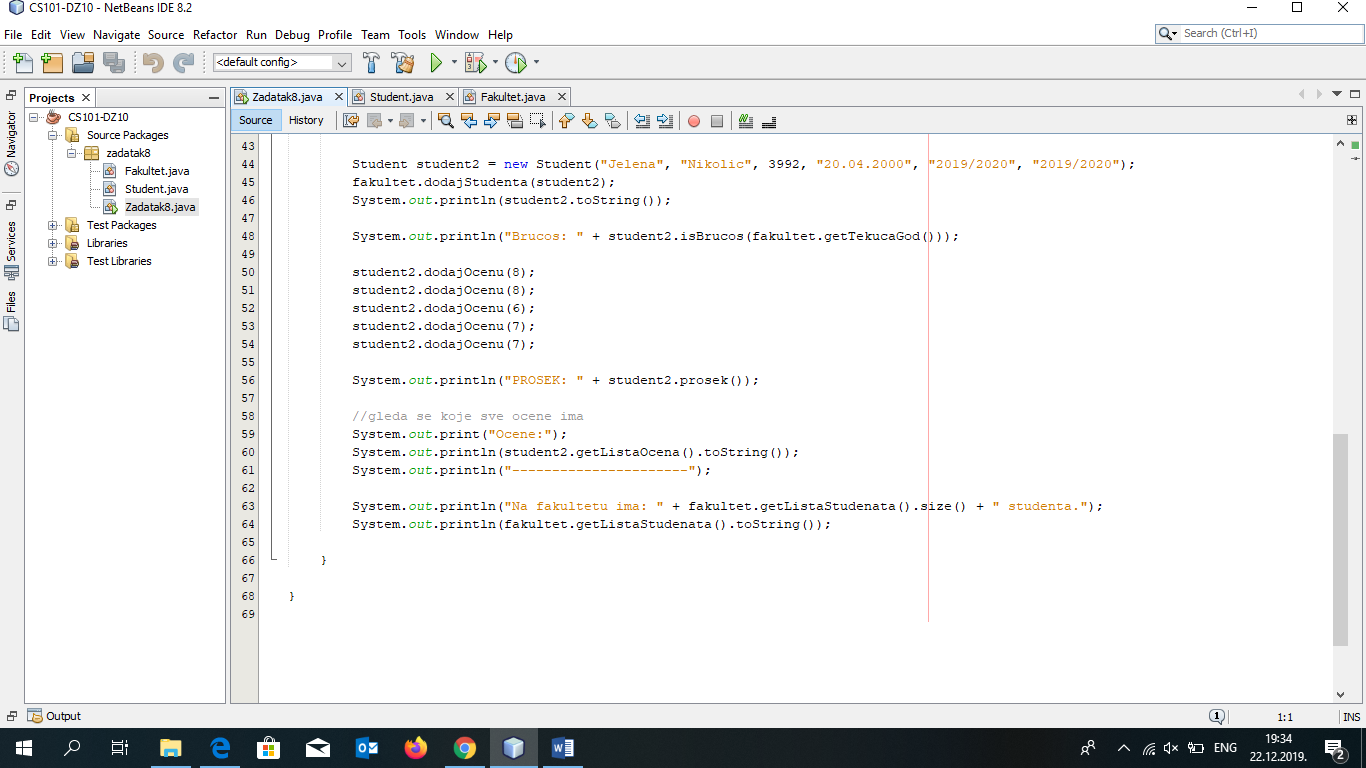 CS101-DZ10 - NetBeans IDE 8.2
File Edit View Navigate Source Refactor Run Debug Profile Team Tools Window Help
Search (Ctrl+I)
<default config>
Projects
Navigator
Services
Files
CS101-DZ10
Source Packages
zadatak8
Fakultet.java
Student.java
Zadatak8.java
Test Packages
Libraries
Test Libraries
Zadatak8.java Student.java Fakultet.java
Source History
43
44 Student student2 = new Student("Jelena", "Nikolic", 3992, "20.04.2000", "2019/2020", "2019/2020");
45 fakultet.dodajStudenta(student2);
46 System.out.println(student2.toString());
47
48 System.out.println("Brucos: " + student2.isBrucos(fakultet.getTekucaGod()));
49
50 student2.dodajOcenu(8);
51 student2.dodajOcenu(8);
52 student2.dodajOcenu(6);
53 student2.dodajOcenu(7);
54 student2.dodajOcenu(7);
55
56 System.out.println("PROSEK: " + student2.prosek());
57
58 //gleda se koje sve ocene ima
59 System.out.print("Ocene:");
60 System.out.println(student2.getListaOcena().toString());
61 System.out.println("----------------------");
62
63 System.out.println("Na fakultetu ima: " + fakultet.getListaStudenata().size() + " studenta.");
64 System.out.println(fakultet.getListaStudenata().toString());
65
66 }
67
68 }
69
Output
1
1:1 INS
ENG
19:34
22.12.2019.
2